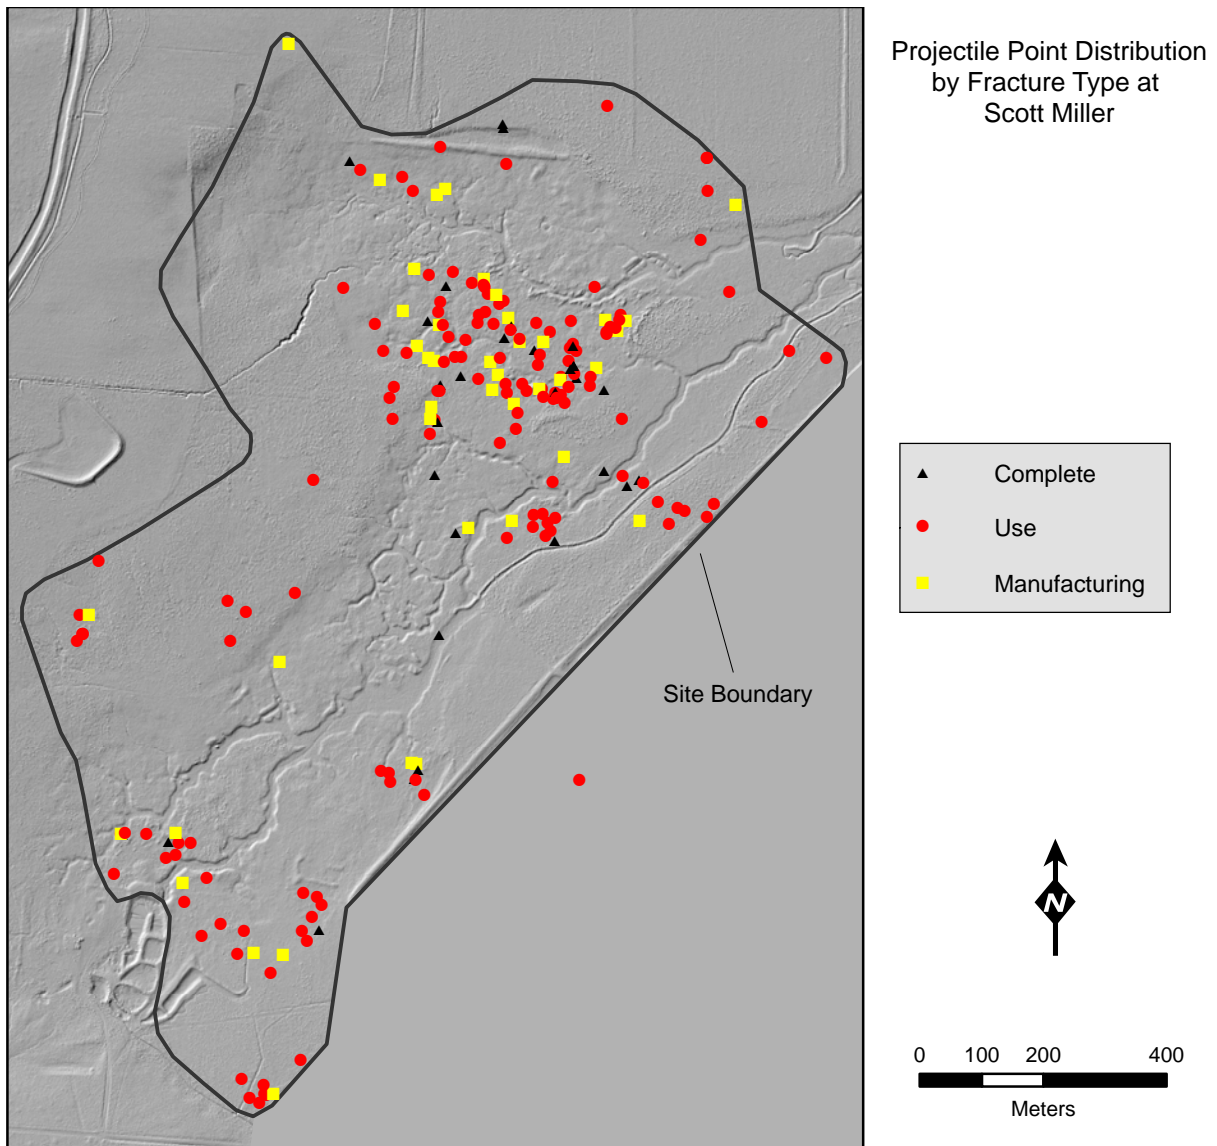 Projectile Point Distribution
by Fracture Type at
Scott Miller
Complete
Use
Manufacturing
Site Boundary
N
0 100 200 400
Meters